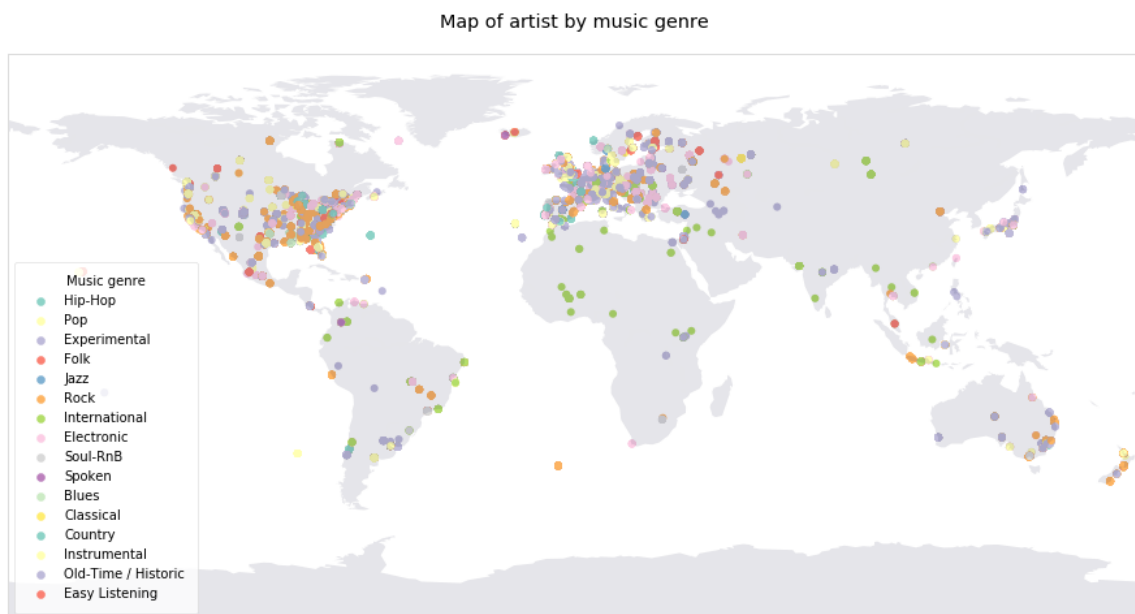 Map of artist by music genre
Music genre
Hip-Hop
Pop
Experimental
Folk
Jazz
Rock
International
Electronic
Soul-RnB
Spoken
Blues
Classical
Country
Instrumental
Old-Time / Historic
Easy Listening